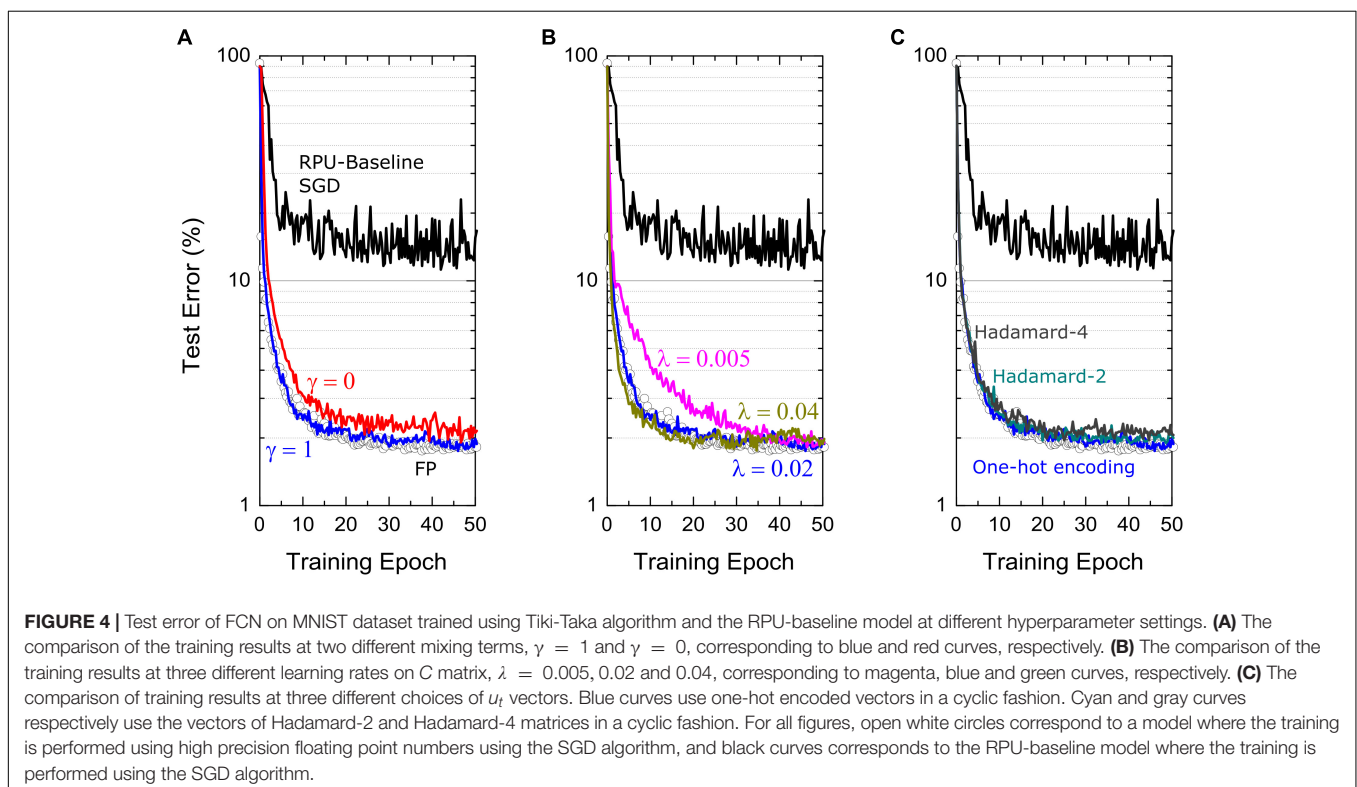 A
B
C
100
10
1
Test Error (%)
RPU-Baseline
SGD
γ = 0
γ = 1
FP
0 10 20 30 40 50
Training Epoch
100
10
1
λ = 0.005
λ = 0.04
λ = 0.02
0 10 20 30 40 50
Training Epoch
100
10
1
Hadamard-4
Hadamard-2
One-hot encoding
0 10 20 30 40 50
Training Epoch
FIGURE 4 | Test error of FCN on MNIST dataset trained using Tiki-Taka algorithm and the RPU-baseline model at different hyperparameter settings. (A) The
comparison of the training results at two different mixing terms, γ = 1 and γ = 0, corresponding to blue and red curves, respectively. (B) The comparison of the
training results at three different learning rates on C matrix, λ = 0.005, 0.02 and 0.04, corresponding to magenta, blue and green curves, respectively. (C) The
comparison of training results at three different choices of uₜ vectors. Blue curves use one-hot encoded vectors in a cyclic fashion. Cyan and gray curves
respectively use the vectors of Hadamard-2 and Hadamard-4 matrices in a cyclic fashion. For all figures, open white circles correspond to a model where the training
is performed using high precision floating point numbers using the SGD algorithm, and black curves corresponds to the RPU-baseline model where the training is
performed using the SGD algorithm.